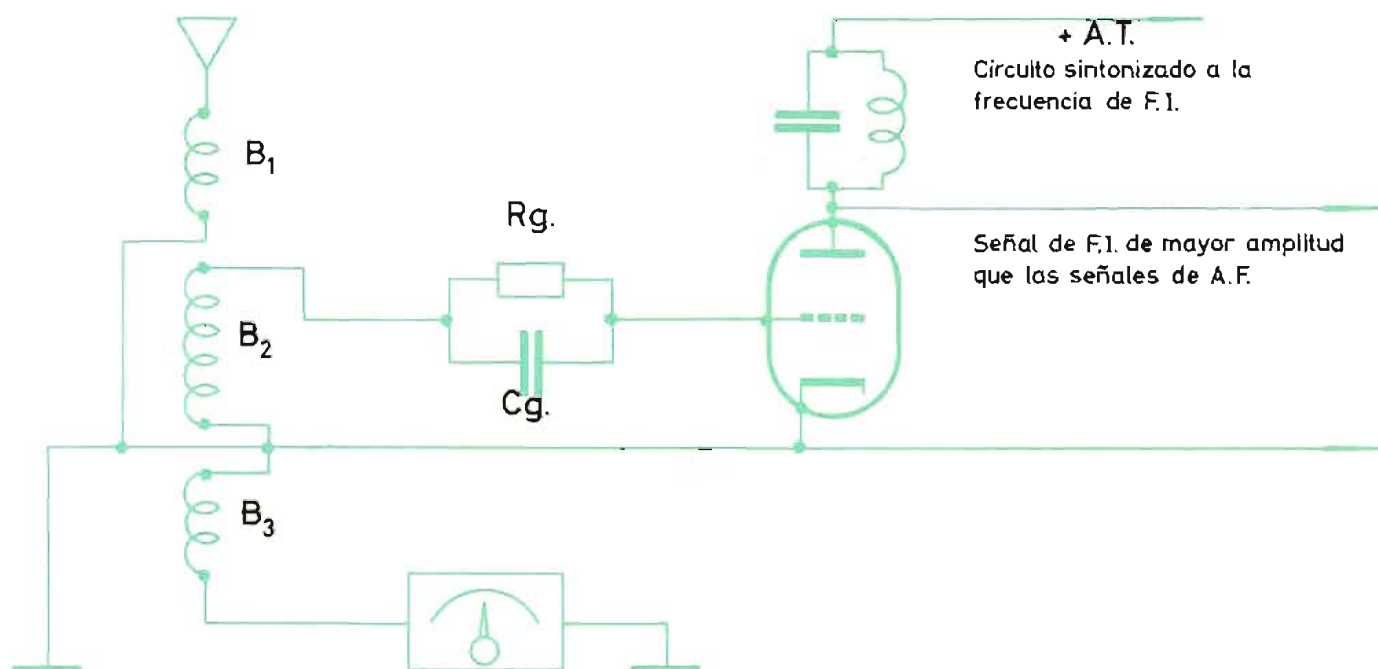 + A.T.
Circuito sintonizado a la
frecuencia de F.I.
B₁
Rg.
Señal de F.I. de mayor amplitud
que las señales de A.F.
B₂
Cg.
B₃